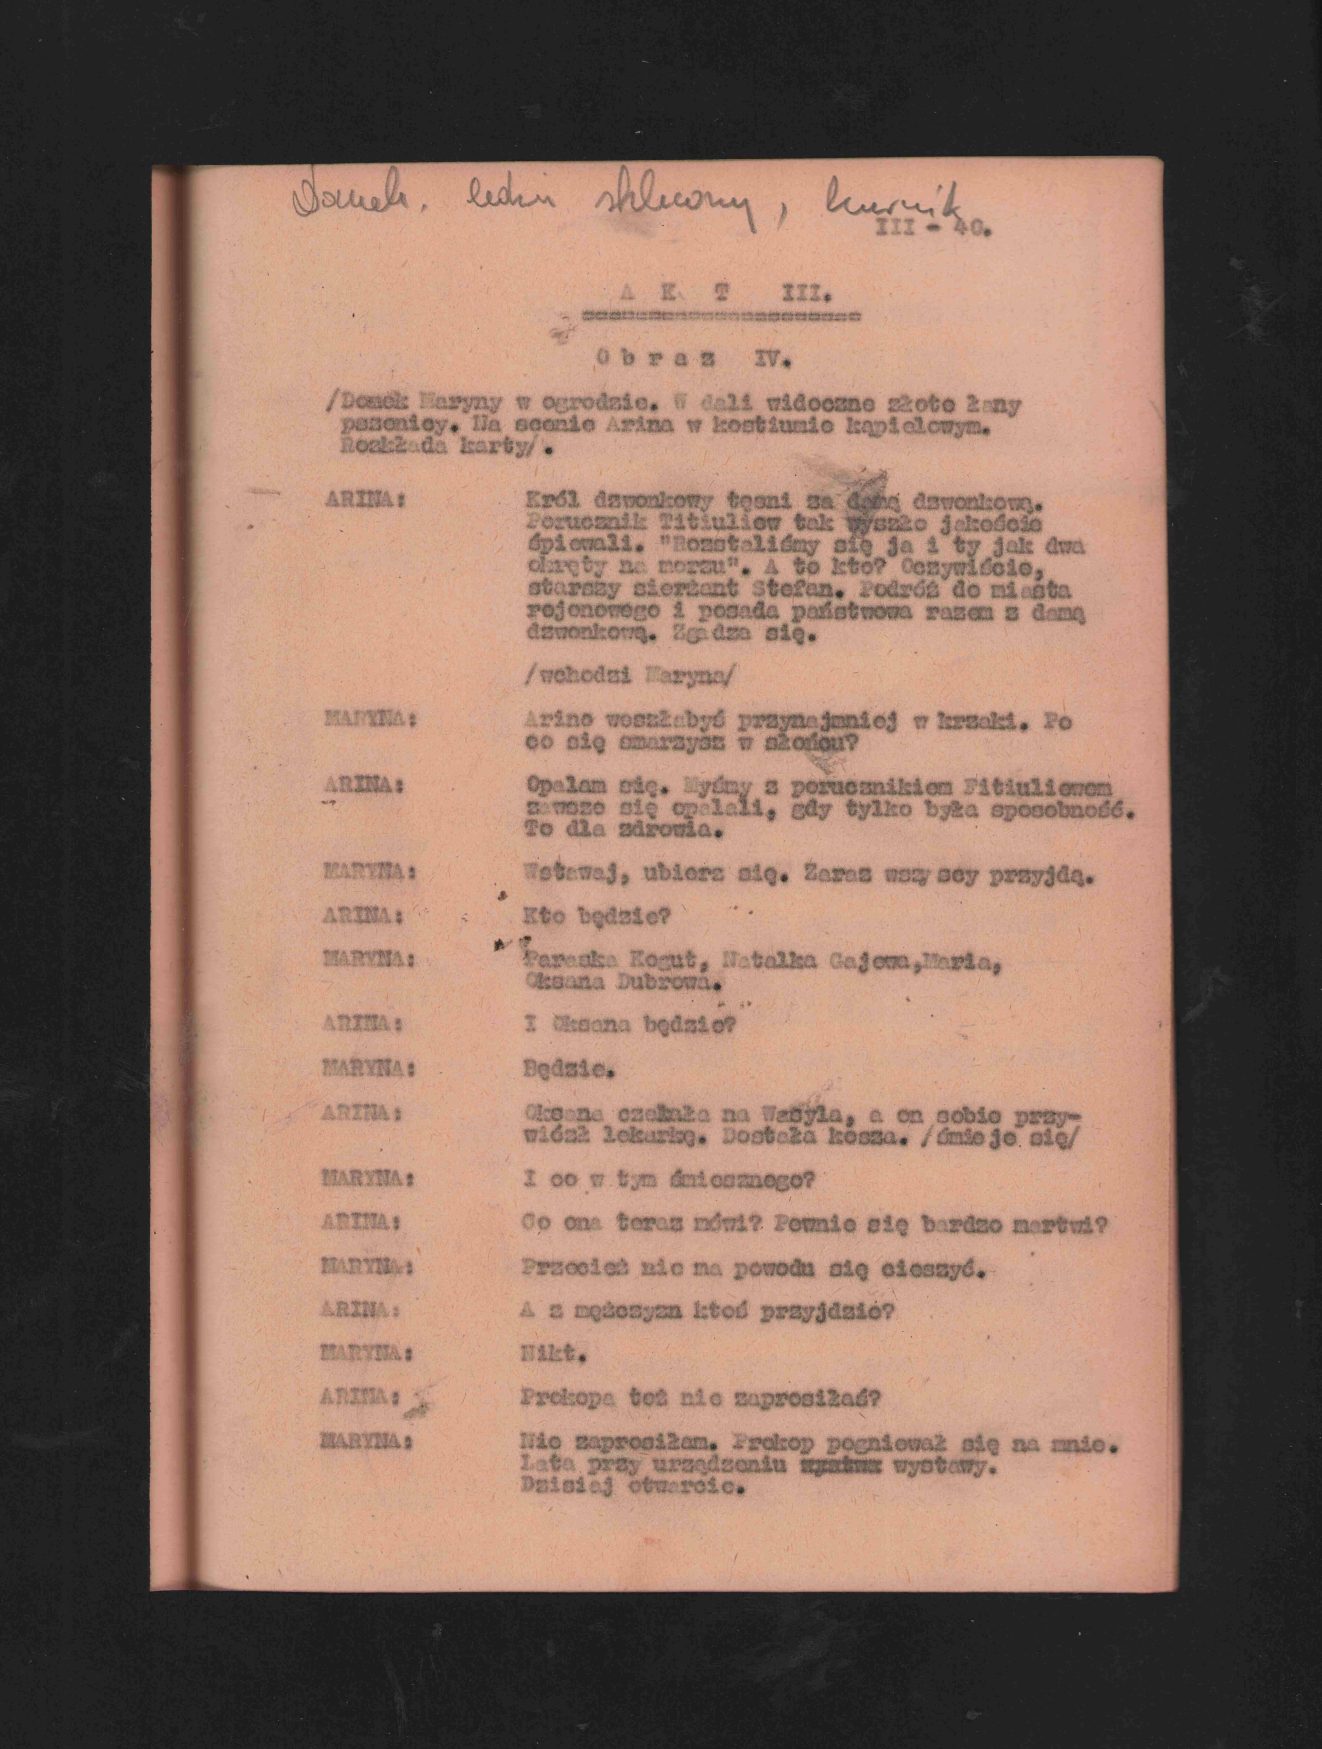 Domek.
III - 40.
A K T III.
Obraz IV.
/Domek Maryny w ogrodzie. W dali widoczne złote łany
pszenicy. Na scenie Arina w kostiumie kąpielowym.
Rozkłada karty/.
ARINA: Król dzwonkowy tęskni za damą dzwonkową.
Porucznik Titiuliow tak wyszło jakeście
śpiewali. "Rozstaliśmy się ja i ty jak dwa
okręty na morzu". A to kto? Oczywiście,
starszy sierżant Stefan. Podróż do miasta
rejonowego i posada państwowa razem z damą
dzwonkową. Zgadza się.
/wchodzi Maryna/
MARYNA: Arino weszłabyś przynajmniej w krzaki. Po
co się smarzysz w słońcu?
ARINA: Opalam się. Myśmy z porucznikiem Fitiuliowem
zawsze się opalali, gdy tylko była sposobność.
To dla zdrowia.
MARYNA: Wstawaj, ubierz się. Zaraz wszyscy przyjdą.
ARINA: Kto będzie?
MARYNA: Paraska Kogut, Natalka Gajowa,Maria,
Oksana Dubrowa.
ARINA: I Oksana będzie?
MARYNA: Będzie.
ARINA: Oksana czekała na Wasyla, a on sobie przy-
wiózł lekarkę. Dostała kosza. /śmieje się/
MARYNA: I co w tym śmiesznego?
ARINA: Co ona teraz mówi? Pewnie się bardzo martwi?
MARYNA: Przecież nie ma powodu się cieszyć.
ARINA: A z mężczyzn ktoś przyjdzie?
MARYNA: Nikt.
ARINA: Prokopa też nie zaprosiłaś?
MARYNA: Nie zaprosiłam. Prokop pogniewał się na mnie.
Lata przy urządzeniu wystawy.
Dzisiaj otwarcie.